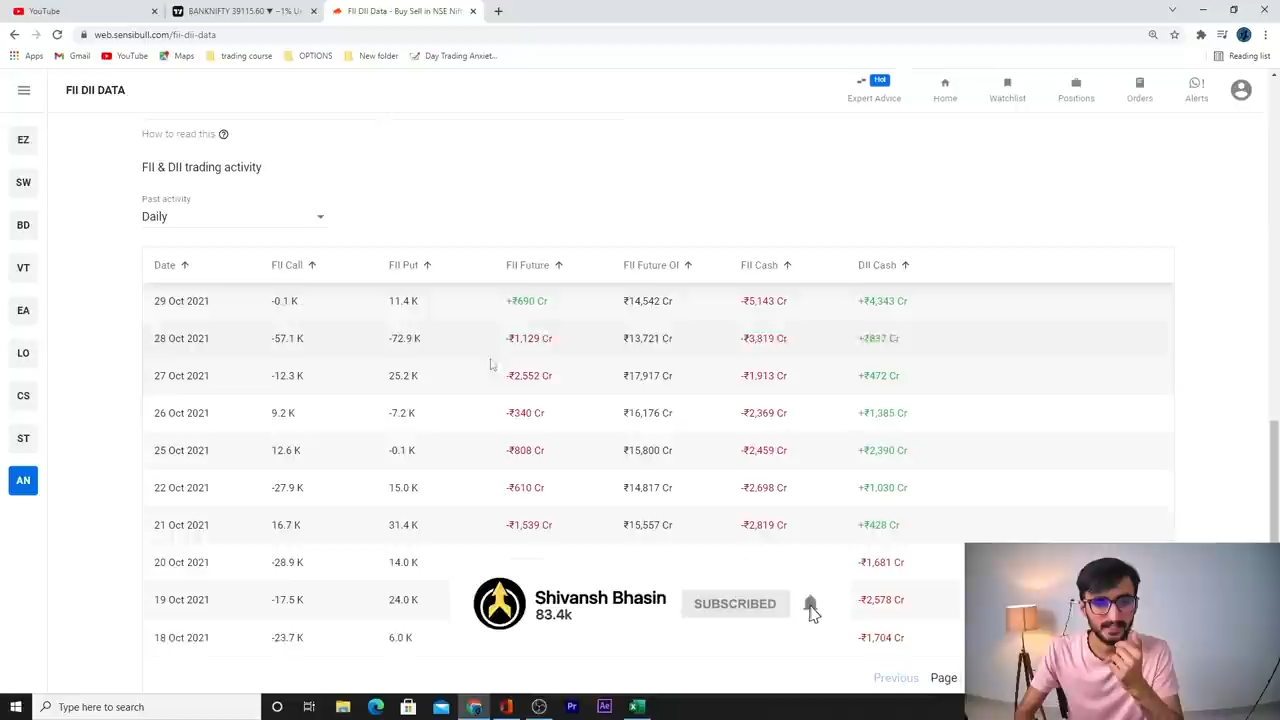 YouTube
BANKNIFTY 39115.60 ▼ −1% U
FII DII Data - Buy Sell in NSE Nift
web.sensibull.com/fii-dii-data
Apps Gmail YouTube Maps trading course OPTIONS New folder Day Trading Anxiet... Reading list
FII DII DATA
Hot
Expert Advice Home Watchlist Positions Orders Alerts
How to read this
EZ
SW
BD
VT
EA
LO
CS
ST
AN
FII & DII trading activity
Past activity
Daily
Date FII Call FII Put FII Future FII Future OI FII Cash DII Cash
29 Oct 2021 -0.1 K 11.4 K +₹690 Cr ₹14,542 Cr -₹5,143 Cr +₹4,343 Cr
28 Oct 2021 -57.1 K -72.9 K -₹1,129 Cr ₹13,721 Cr -₹3,819 Cr +₹837 Cr
27 Oct 2021 -12.3 K 25.2 K -₹2,552 Cr ₹17,917 Cr -₹1,913 Cr +₹472 Cr
26 Oct 2021 9.2 K -7.2 K -₹340 Cr ₹16,176 Cr -₹2,369 Cr +₹1,385 Cr
25 Oct 2021 12.6 K -0.1 K -₹808 Cr ₹15,800 Cr -₹2,459 Cr +₹2,390 Cr
22 Oct 2021 -27.9 K 15.0 K -₹610 Cr ₹14,817 Cr -₹2,698 Cr +₹1,030 Cr
21 Oct 2021 16.7 K 31.4 K -₹1,539 Cr ₹15,557 Cr -₹2,819 Cr +₹428 Cr
20 Oct 2021 -28.9 K 14.0 K -₹1,681 Cr
19 Oct 2021 -17.5 K 24.0 K -₹2,578 Cr
18 Oct 2021 -23.7 K 6.0 K -₹1,704 Cr
Shivansh Bhasin
83.4k
SUBSCRIBED
Previous Page
Type here to search
Pr Ae